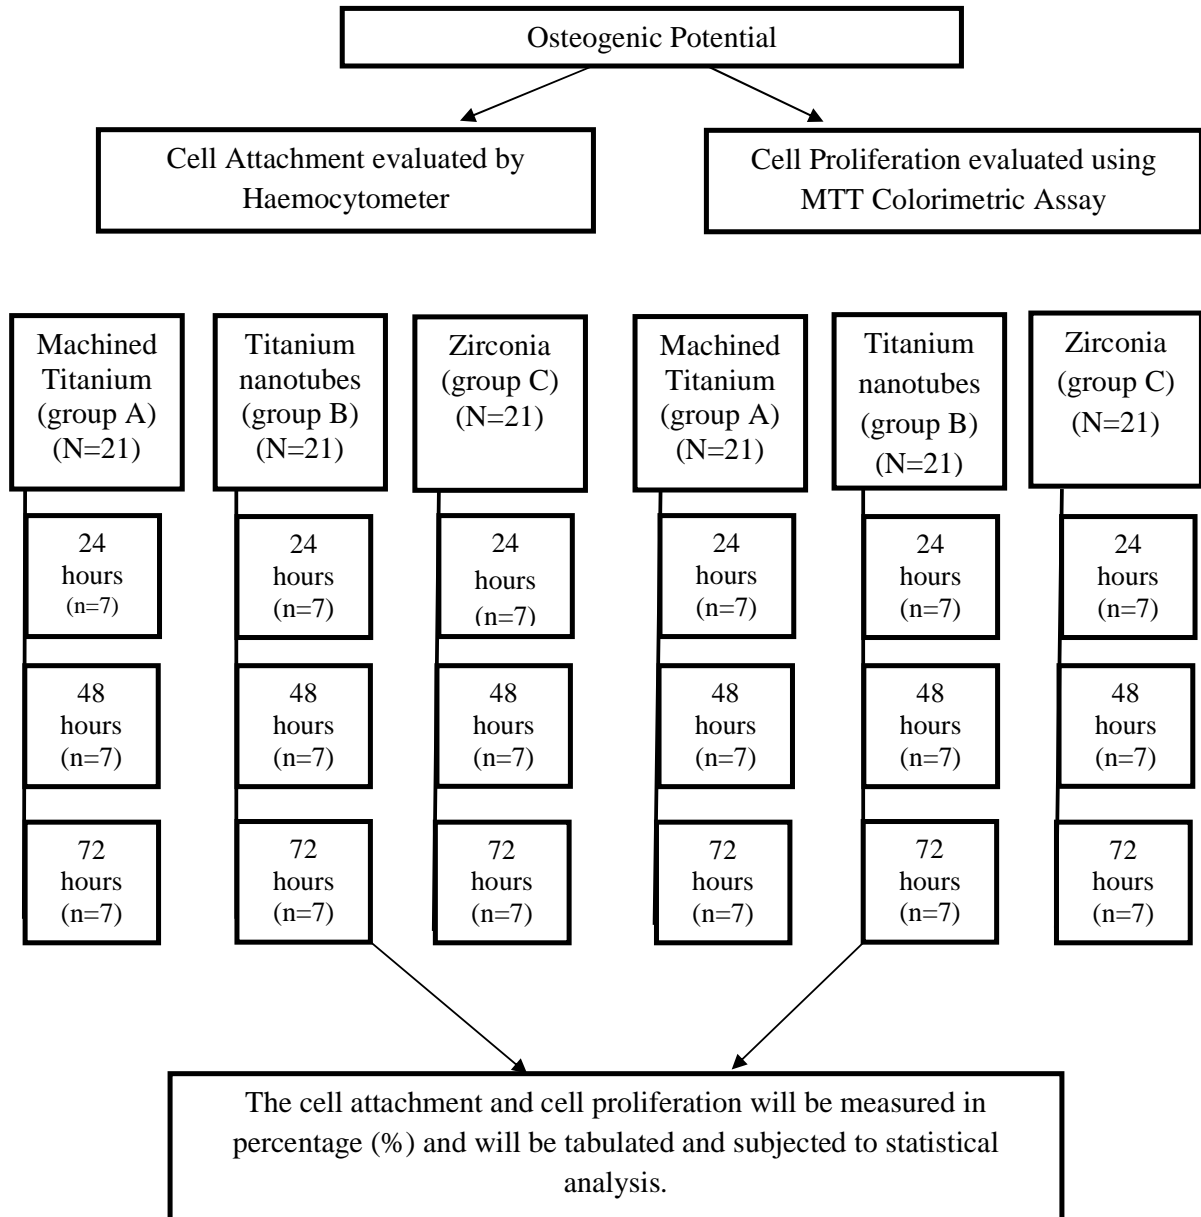 Osteogenic Potential
Cell Attachment evaluated by
Haemocytometer
Cell Proliferation evaluated using
MTT Colorimetric Assay
Machined
Titanium
(group A)
(N=21)
Titanium
nanotubes
(group B)
(N=21)
Zirconia
(group C)
(N=21)
Machined
Titanium
(group A)
(N=21)
Titanium
nanotubes
(group B)
(N=21)
Zirconia
(group C)
(N=21)
24
hours
(n=7)
24
hours
(n=7)
24
hours
(n=7)
24
hours
(n=7)
24
hours
(n=7)
24
hours
(n=7)
48
hours
(n=7)
48
hours
(n=7)
48
hours
(n=7)
48
hours
(n=7)
48
hours
(n=7)
48
hours
(n=7)
72
hours
(n=7)
72
hours
(n=7)
72
hours
(n=7)
72
hours
(n=7)
72
hours
(n=7)
72
hours
(n=7)
The cell attachment and cell proliferation will be measured in
percentage (%) and will be tabulated and subjected to statistical
analysis.